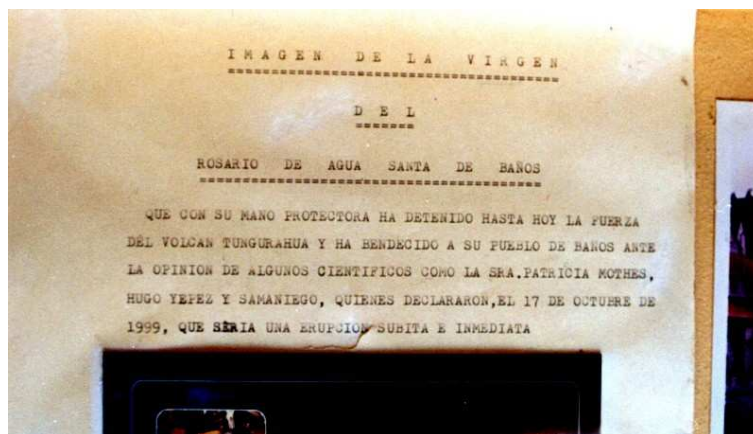 IMAGEN DE LA VIRGEN
DEL
ROSARIO DE AGUA SANTA DE BAÑOS
QUE CON SU MANO PROTECTORA HA DETENIDO HASTA HOY LA FUERZA
DEL VOLCAN TUNGURAHUA Y HA BENDECIDO A SU PUEBLO DE BAÑOS ANTE
LA OPINION DE ALGUNOS CIENTIFICOS COMO LA SRA.PATRICIA MOTHES,
HUGO YEPEZ Y SAMANIEGO, QUIENES DECLARARON,EL 17 DE OCTUBRE DE
1999, QUE SERIA UNA ERUPCION SUBITA E INMEDIATA